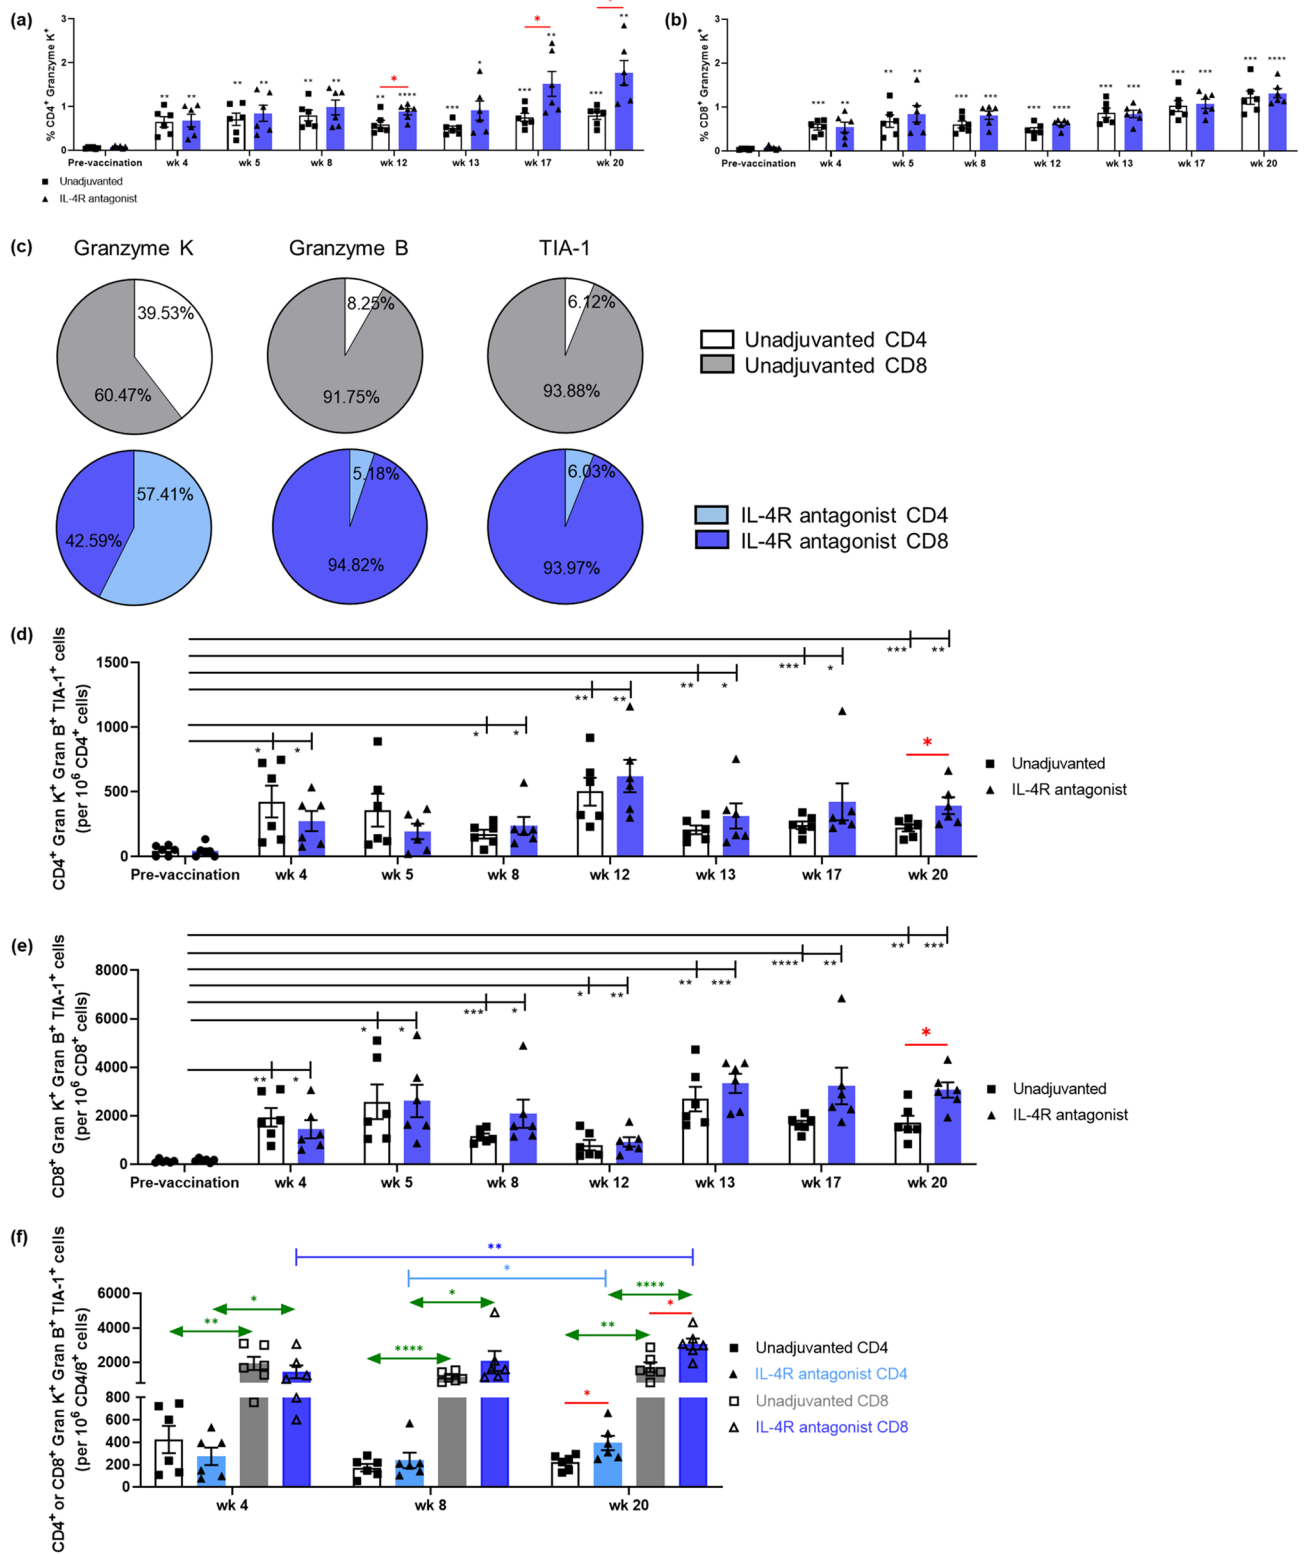 (a)
% CD4+ Granzyme K+
3
2
1
0
** ** ** ** ** ** ** **** *** * *** ** *** **
* * *
Pre-vaccination wk 4 wk 5 wk 8 wk 12 wk 13 wk 17 wk 20
Unadjuvanted
IL-4R antagonist
(b)
% CD8+ Granzyme K+
3
2
1
0
*** ** ** ** *** *** *** **** *** *** *** *** *** ****
Pre-vaccination wk 4 wk 5 wk 8 wk 12 wk 13 wk 17 wk 20
(c)
Granzyme K Granzyme B TIA-1
39.53% 8.25% 6.12%
60.47% 91.75% 93.88%
Unadjuvanted CD4
Unadjuvanted CD8
57.41% 5.18% 6.03%
42.59% 94.82% 93.97%
IL-4R antagonist CD4
IL-4R antagonist CD8
(d)
CD4+ Gran K+ Gran B+ TIA-1+ cells
(per 10^6 CD4+ cells)
1500
1000
500
0
*** **
*** *
** *
** **
* *
* *
*
Pre-vaccination wk 4 wk 5 wk 8 wk 12 wk 13 wk 17 wk 20
Unadjuvanted
IL-4R antagonist
(e)
CD8+ Gran K+ Gran B+ TIA-1+ cells
(per 10^6 CD8+ cells)
8000
6000
4000
2000
0
** ***
**** **
** ***
* **
*** *
* *
** *
*
Pre-vaccination wk 4 wk 5 wk 8 wk 12 wk 13 wk 17 wk 20
Unadjuvanted
IL-4R antagonist
(f)
CD4+ or CD8+ Gran K+ Gran B+ TIA-1+ cells
(per 10^6 CD4/8+ cells)
6000
4000
2000
800
600
400
200
0
**
*
* * ****
** **** ** *
*
wk 4 wk 8 wk 20
Unadjuvanted CD4
IL-4R antagonist CD4
Unadjuvanted CD8
IL-4R antagonist CD8